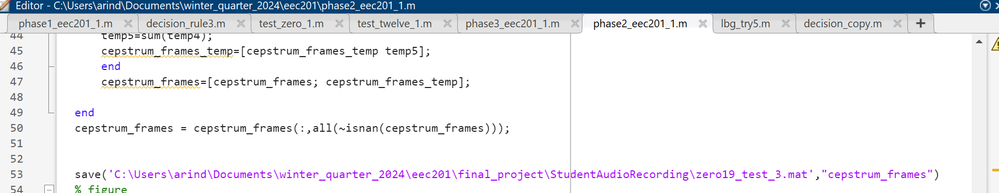 Editor - C:\Users\arind\Documents\winter_quarter_2024\eec201\phase2_eec201_1.m
phase1_eec201_1.m decision_rule3.m test_zero_1.m test_twelve_1.m phase3_eec201_1.m phase2_eec201_1.m lbg_try5.m decision_copy.m +
44 temp5=sum(temp4);
45 cepstrum_frames_temp=[cepstrum_frames_temp temp5];
46 end
47 cepstrum_frames=[cepstrum_frames; cepstrum_frames_temp];
48
49 end
50 cepstrum_frames = cepstrum_frames(:,all(~isnan(cepstrum_frames)));
51
52
53 save('C:\Users\arind\Documents\winter_quarter_2024\eec201\final_project\StudentAudioRecording\zero19_test_3.mat',"cepstrum_frames")
54 % figure